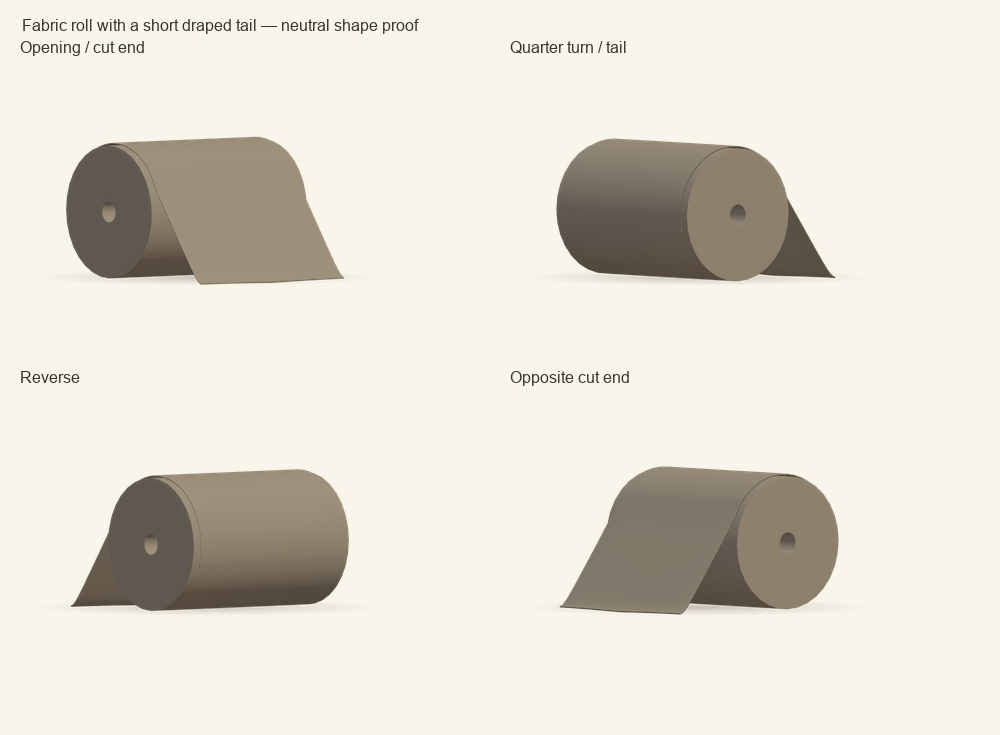 Fabric roll with a short draped tail — neutral shape proof
Opening / cut end
Quarter turn / tail
Reverse
Opposite cut end